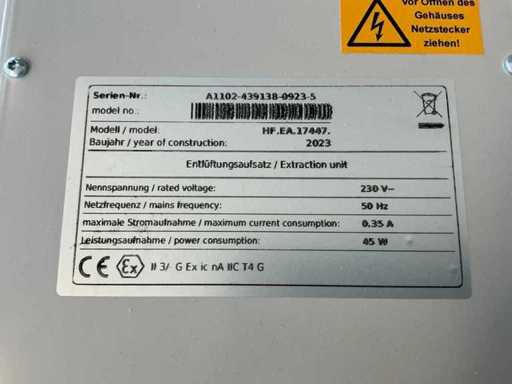 vor Öffnen des
Gehäuses
Netzstecker
ziehen!
Serien-Nr.: A1102-439138-0923-5
model no.:
Modell / model: HF.EA.17447.
Baujahr / year of construction: 2023
Entlüftungsaufsatz / Extraction unit
Nennspannung / rated voltage: 230 V~
Netzfrequenz / mains frequency: 50 Hz
maximale Stromaufnahme / maximum current consumption: 0.35 A
Leistungsaufnahme / power consumption: 45 W
CE Ex II 3/- G Ex ic nA IIC T4 G